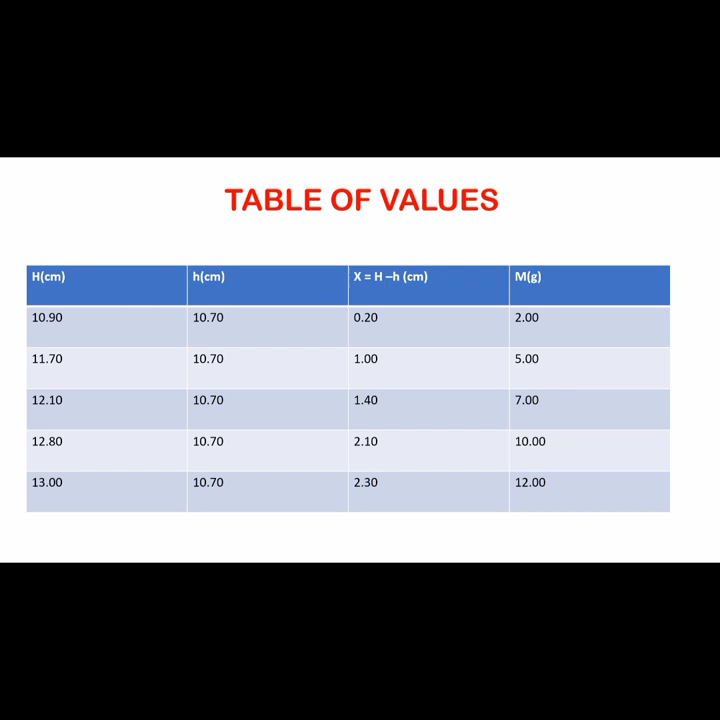 TABLE OF VALUES
H(cm) h(cm) X = H –h (cm) M(g)
10.90 10.70 0.20 2.00
11.70 10.70 1.00 5.00
12.10 10.70 1.40 7.00
12.80 10.70 2.10 10.00
13.00 10.70 2.30 12.00